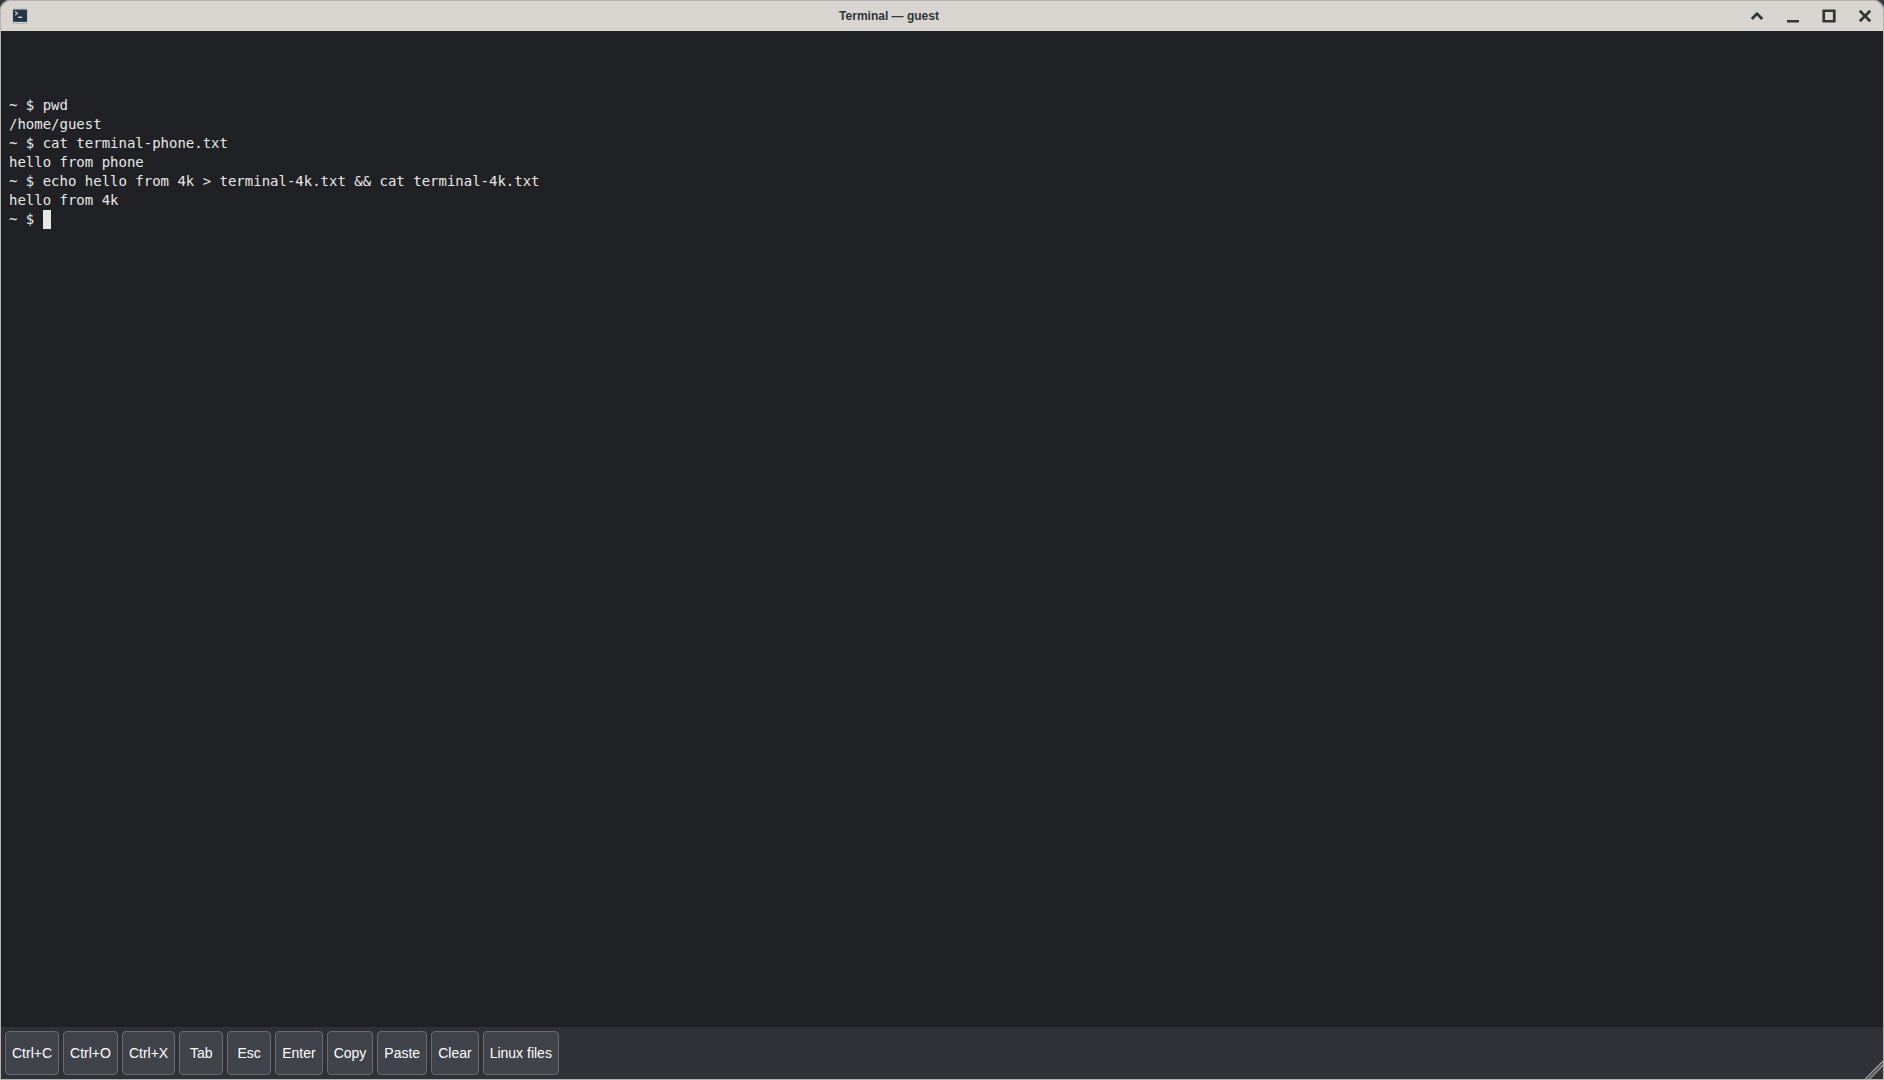 Terminal — guest
~ $ pwd
/home/guest
~ $ cat terminal-phone.txt
hello from phone
~ $ echo hello from 4k > terminal-4k.txt && cat terminal-4k.txt
hello from 4k
~ $
Ctrl+C Ctrl+O Ctrl+X Tab Esc Enter Copy Paste Clear Linux files